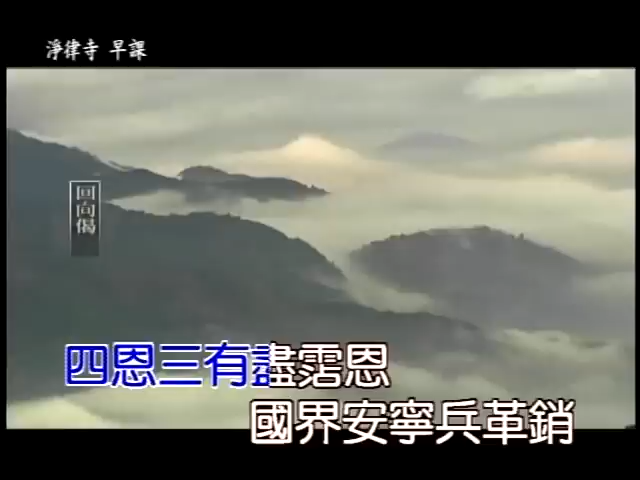 淨律寺 早課
回向偈
四恩三有盡霑恩
國界安寧兵革銷